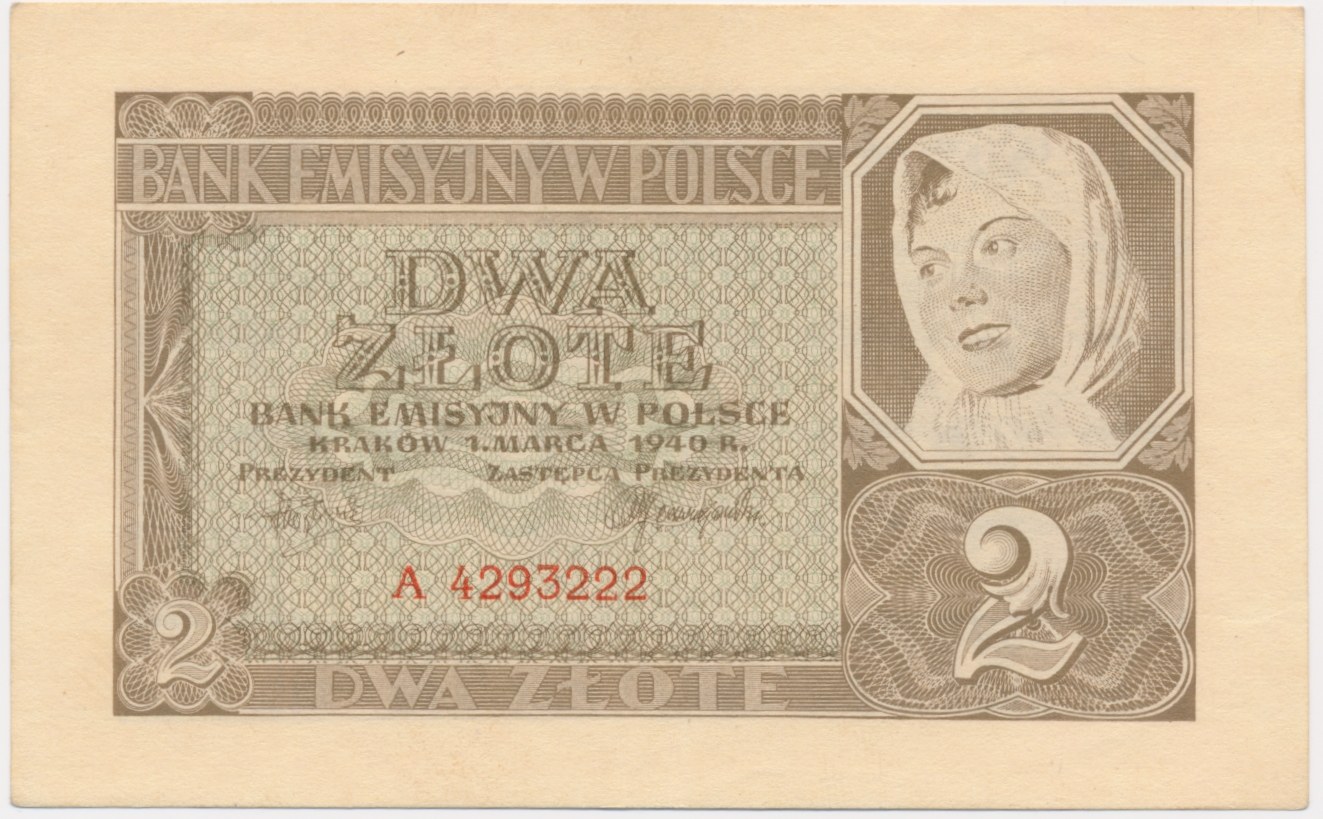 BANK EMISYJNY W POLSCE
DWA
ZŁOTE
BANK EMISYJNY W POLSCE
KRAKÓW 1. MARCA 1940 R.
PREZYDENT ZASTĘPCA PREZYDENTA
A 4293222
2
2
DWA ZŁOTE